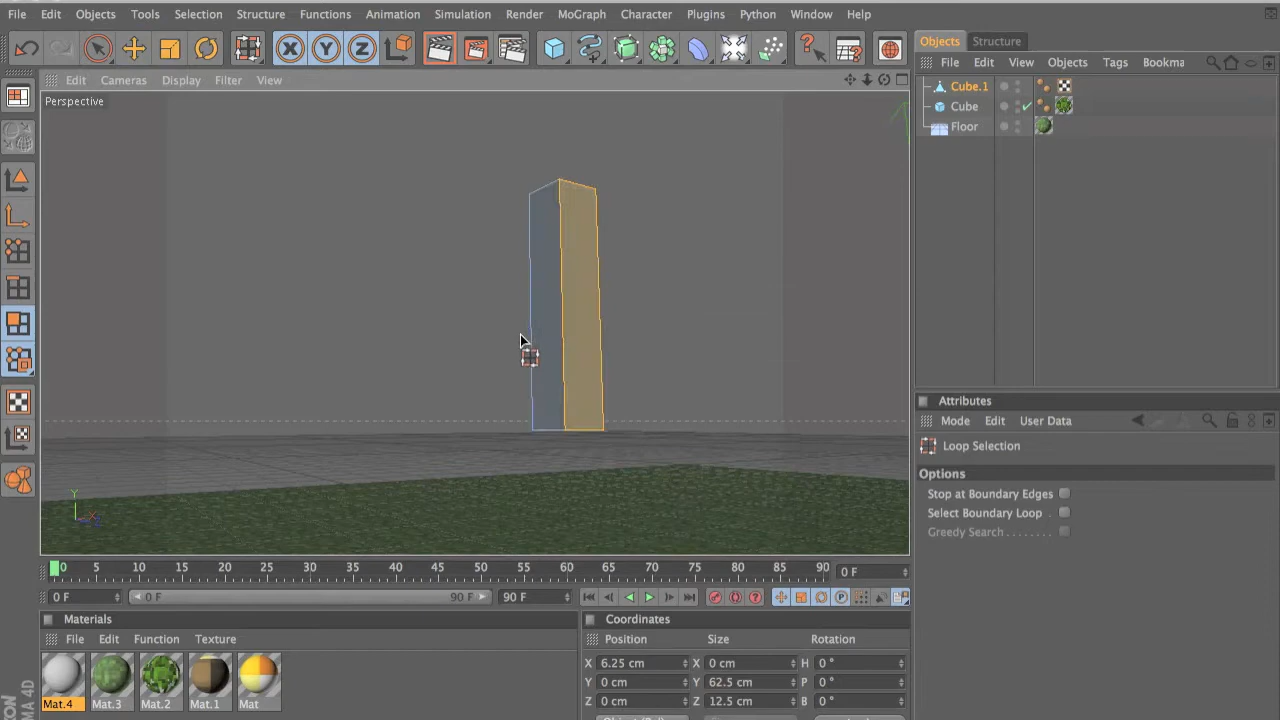 File Edit Objects Tools Selection Structure Functions Animation Simulation Render MoGraph Character Plugins Python Window Help
Objects Structure
File Edit View Objects Tags Bookma
Edit Cameras Display Filter View
Perspective
Cube.1
Cube
Floor
X Y Z
Attributes
Mode Edit User Data
Loop Selection
Options
Stop at Boundary Edges
Select Boundary Loop
Greedy Search
0 5 10 15 20 25 30 35 40 45 50 55 60 65 70 75 80 85 90 0 F
0 F 0 F 90 F 90 F
Materials
File Edit Function Texture
Mat.4 Mat.3 Mat.2 Mat.1 Mat
Coordinates
Position Size Rotation
X 6.25 cm X 0 cm H 0 °
Y 0 cm Y 62.5 cm P 0 °
Z 0 cm Z 12.5 cm B 0 °